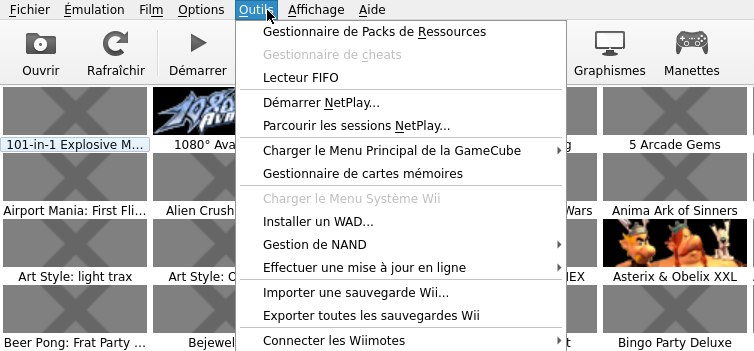 Fichier Émulation Film Options Outils Affichage Aide
Ouvrir Rafraîchir Démarrer Graphismes Manettes
Gestionnaire de Packs de Ressources
Gestionnaire de cheats
Lecteur FIFO
Démarrer NetPlay...
Parcourir les sessions NetPlay...
Charger le Menu Principal de la GameCube
Gestionnaire de cartes mémoires
Charger le Menu Système Wii
Installer un WAD...
Gestion de NAND
Effectuer une mise à jour en ligne
Importer une sauvegarde Wii...
Exporter toutes les sauvegardes Wii
Connecter les Wiimotes
101-in-1 Explosive M... 1080° Ava g 5 Arcade Gems
Airport Mania: First Fli... Alien Crush Wars Anima Ark of Sinners
Art Style: light trax Art Style: O HEX Asterix & Obelix XXL
Beer Pong: Frat Party ... Bejewel t Bingo Party Deluxe